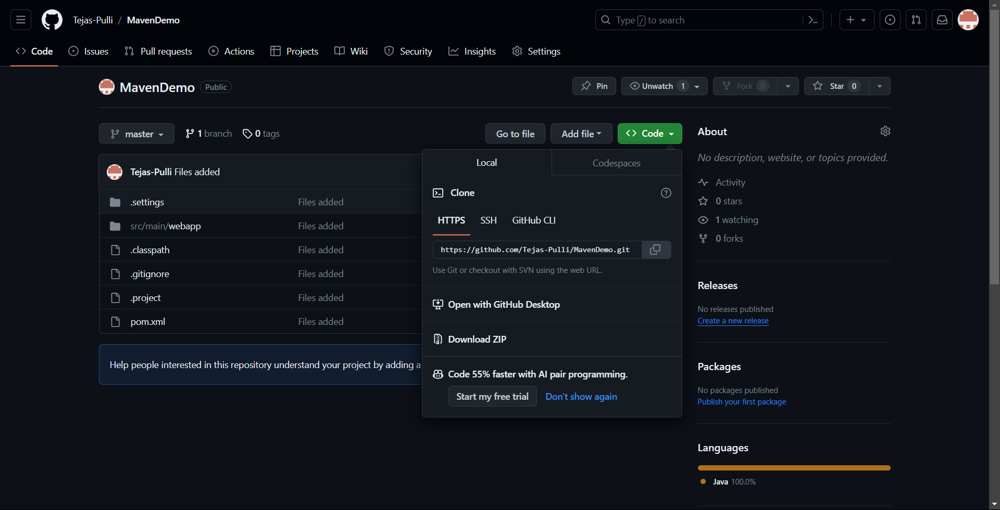 Tejas-Pulli / MavenDemo
Type / to search
Code Issues Pull requests Actions Projects Wiki Security Insights Settings
MavenDemo Public
Pin Unwatch 1 Fork 0 Star 0
master 1 branch 0 tags
Go to file Add file Code
Tejas-Pulli Files added
.settings Files added
src/main/webapp Files added
.classpath Files added
.gitignore Files added
.project Files added
pom.xml Files added
Help people interested in this repository understand your project by adding a
Local Codespaces
Clone
HTTPS SSH GitHub CLI
https://github.com/Tejas-Pulli/MavenDemo.git
Use Git or checkout with SVN using the web URL.
Open with GitHub Desktop
Download ZIP
Code 55% faster with AI pair programming.
Start my free trial Don't show again
About
No description, website, or topics provided.
Activity
0 stars
1 watching
0 forks
Releases
No releases published
Create a new release
Packages
No packages published
Publish your first package
Languages
Java 100.0%